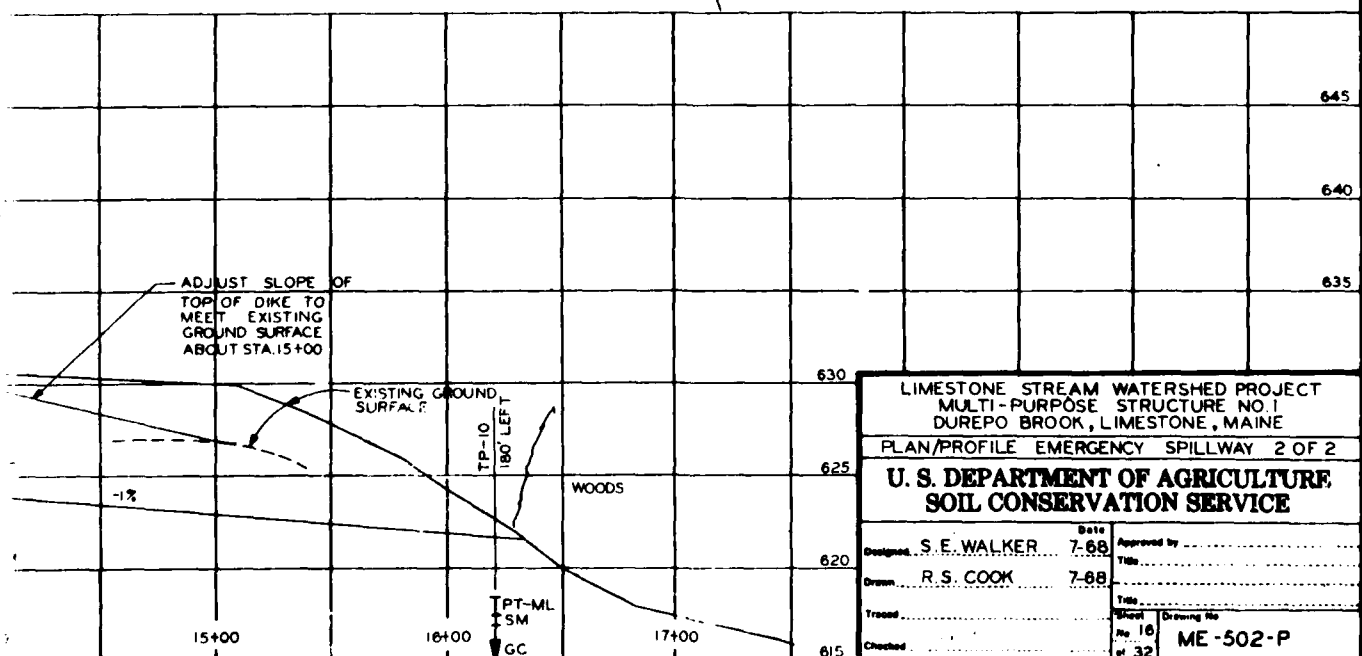 645
640
635
ADJUST SLOPE OF
TOP OF DIKE TO
MEET EXISTING
GROUND SURFACE
ABOUT STA.15+00
630
EXISTING GROUND
SURFACE
TP-10
180' LEFT
625
-1%
WOODS
620
PT-ML
SM
GC
15+00
16+00
17+00
615
LIMESTONE STREAM WATERSHED PROJECT
MULTI-PURPOSE STRUCTURE NO.1
DUREPO BROOK, LIMESTONE, MAINE
PLAN/PROFILE EMERGENCY SPILLWAY 2 OF 2
U. S. DEPARTMENT OF AGRICULTURE
SOIL CONSERVATION SERVICE
Date
Designed S.E. WALKER 7-68
Drawn R.S. COOK 7-68
Traced
Checked
Approved by
Title
Title
Sheet
No 16
of 32
Drawing No
ME-502-P